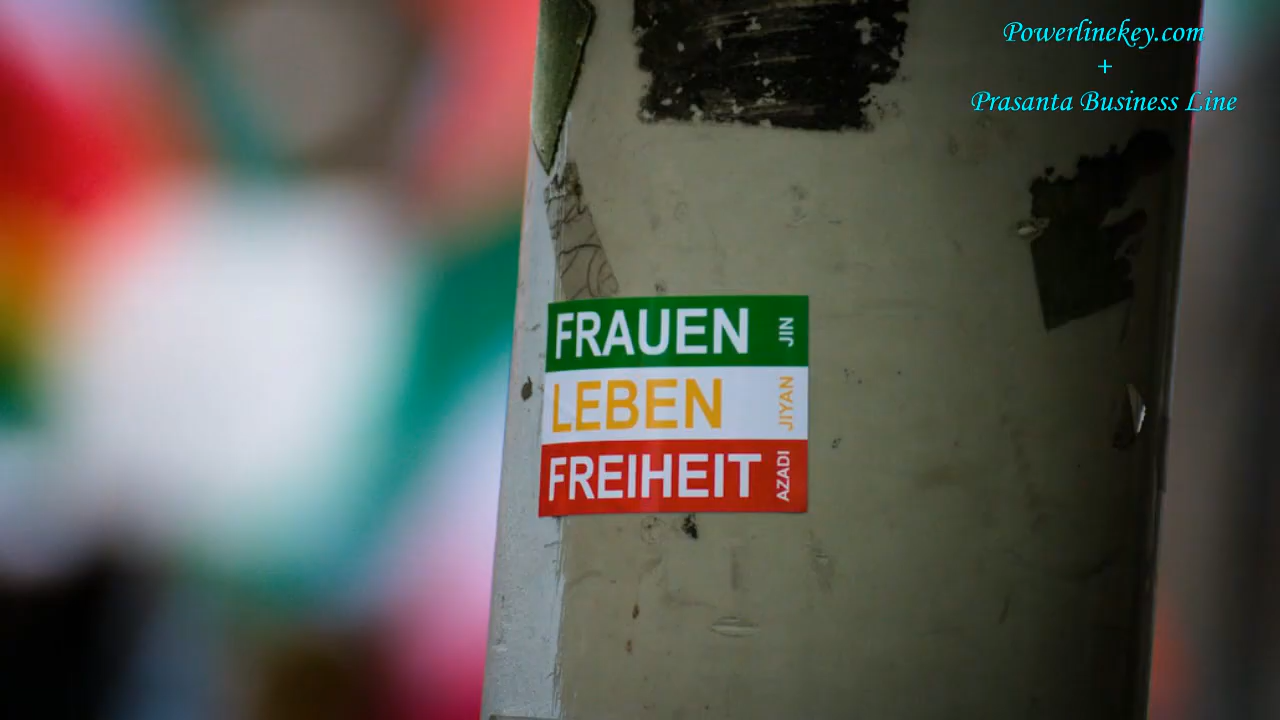 Powerlinekey.com
+
Prasanta Business Line
FRAUEN JIN
LEBEN JIYAN
FREIHEIT AZADI